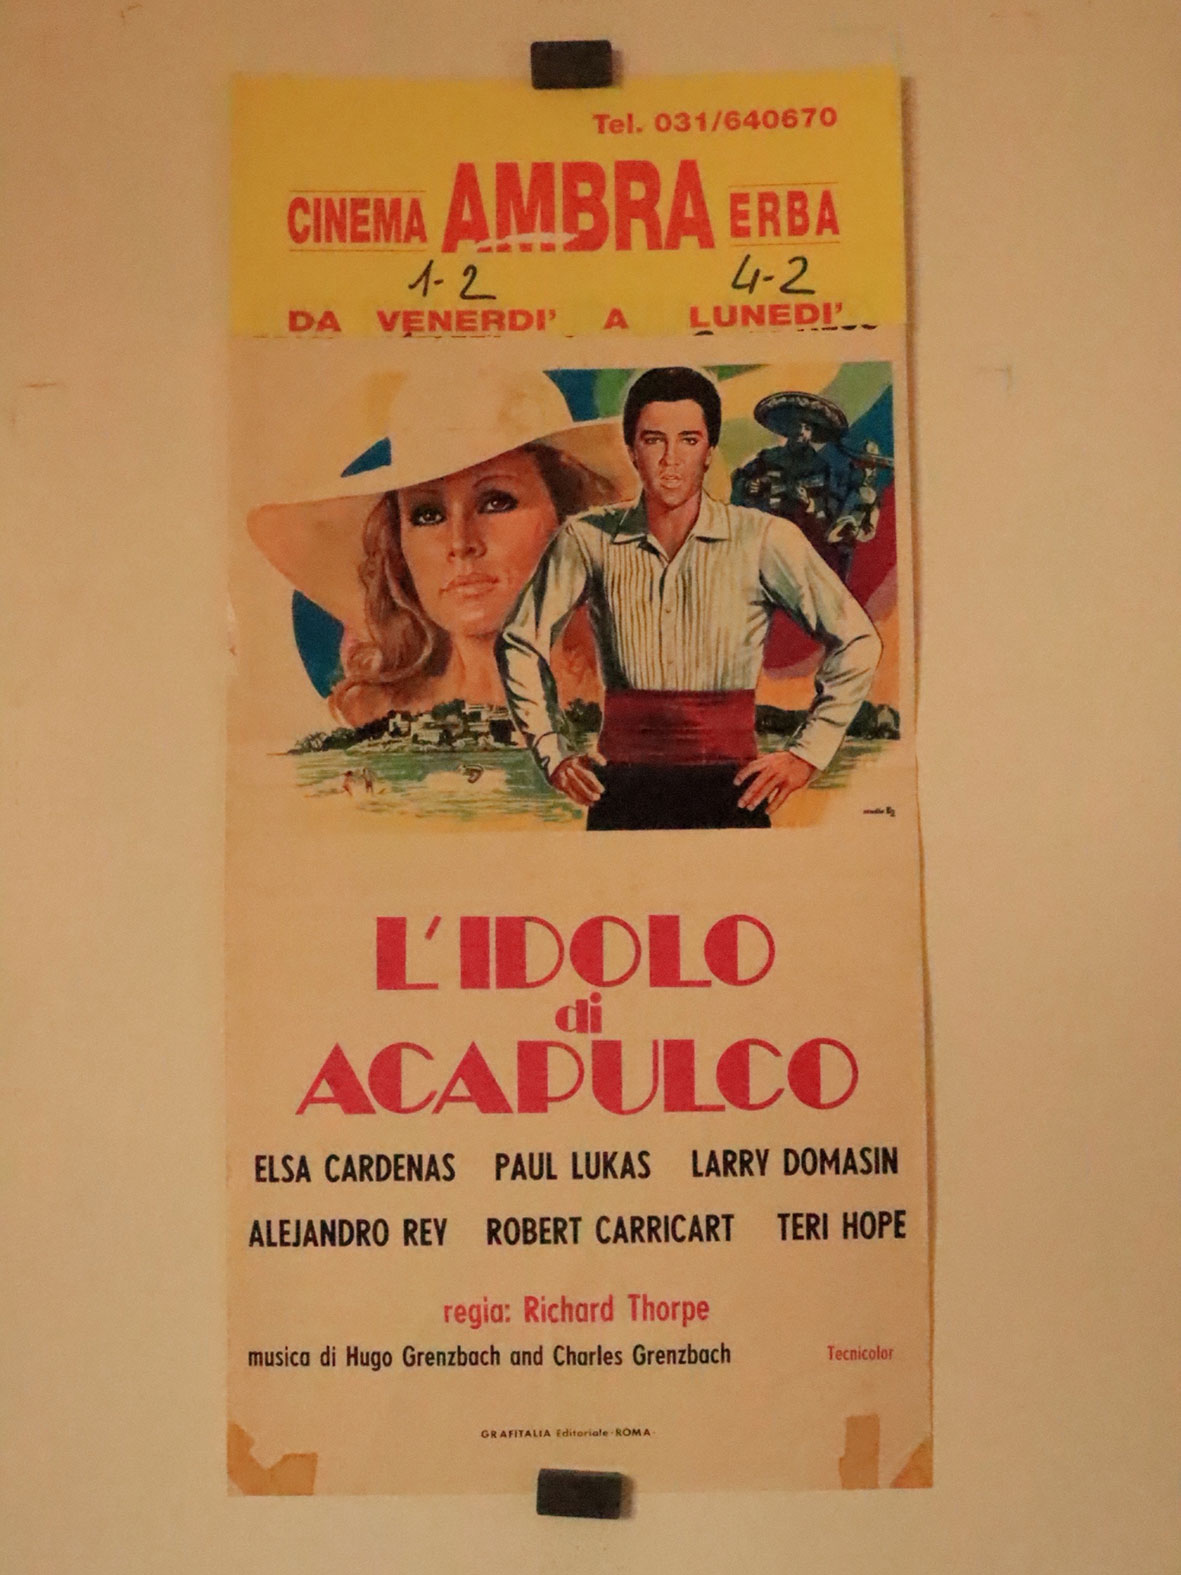 Tel. 031/640670
CINEMA AMBRA ERBA
1-2 4-2
DA VENERDI' A LUNEDI'
studio
L'IDOLO
di
ACAPULCO
ELSA CARDENAS PAUL LUKAS LARRY DOMASIN
ALEJANDRO REY ROBERT CARRICART TERI HOPE
regia: Richard Thorpe
musica di Hugo Grenzbach and Charles Grenzbach Tecnicolor
GRAFITALIA Editoriale-ROMA-